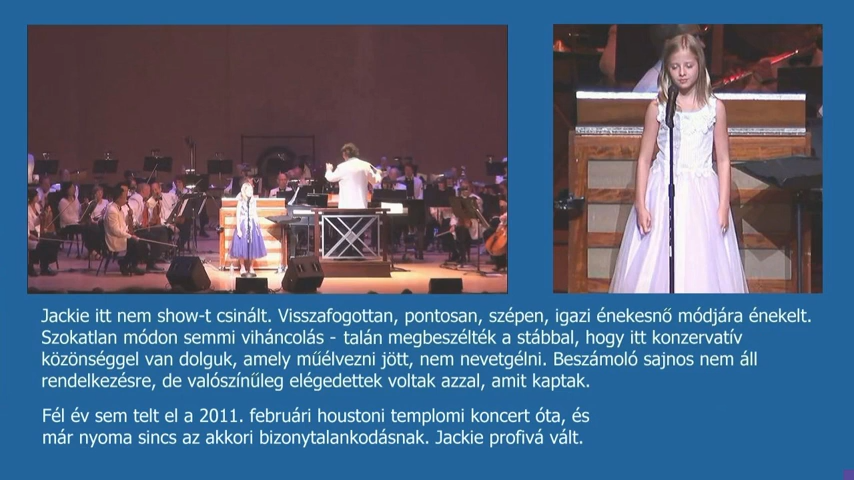 Jackie itt nem show-t csinált. Visszafogottan, pontosan, szépen, igazi énekesnő módjára énekelt.
Szokatlan módon semmi viháncolás - talán megbeszélték a stábbal, hogy itt konzervatív
közönséggel van dolguk, amely műélvezni jött, nem nevetgélni. Beszámoló sajnos nem áll
rendelkezésre, de valószínűleg elégedettek voltak azzal, amit kaptak.
Fél év sem telt el a 2011. februári houstoni templomi koncert óta, és
már nyoma sincs az akkori bizonytalankodásnak. Jackie profivá vált.